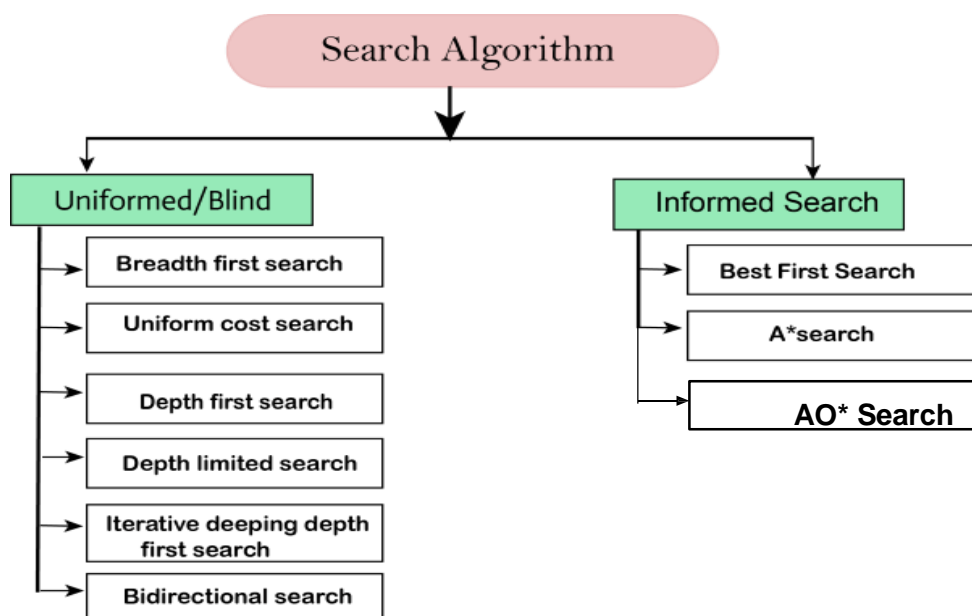 Search Algorithm
Uniformed/Blind
Breadth first search
Uniform cost search
Depth first search
Depth limited search
Iterative deeping depth
first search
Bidirectional search
Informed Search
Best First Search
A*search
AO* Search